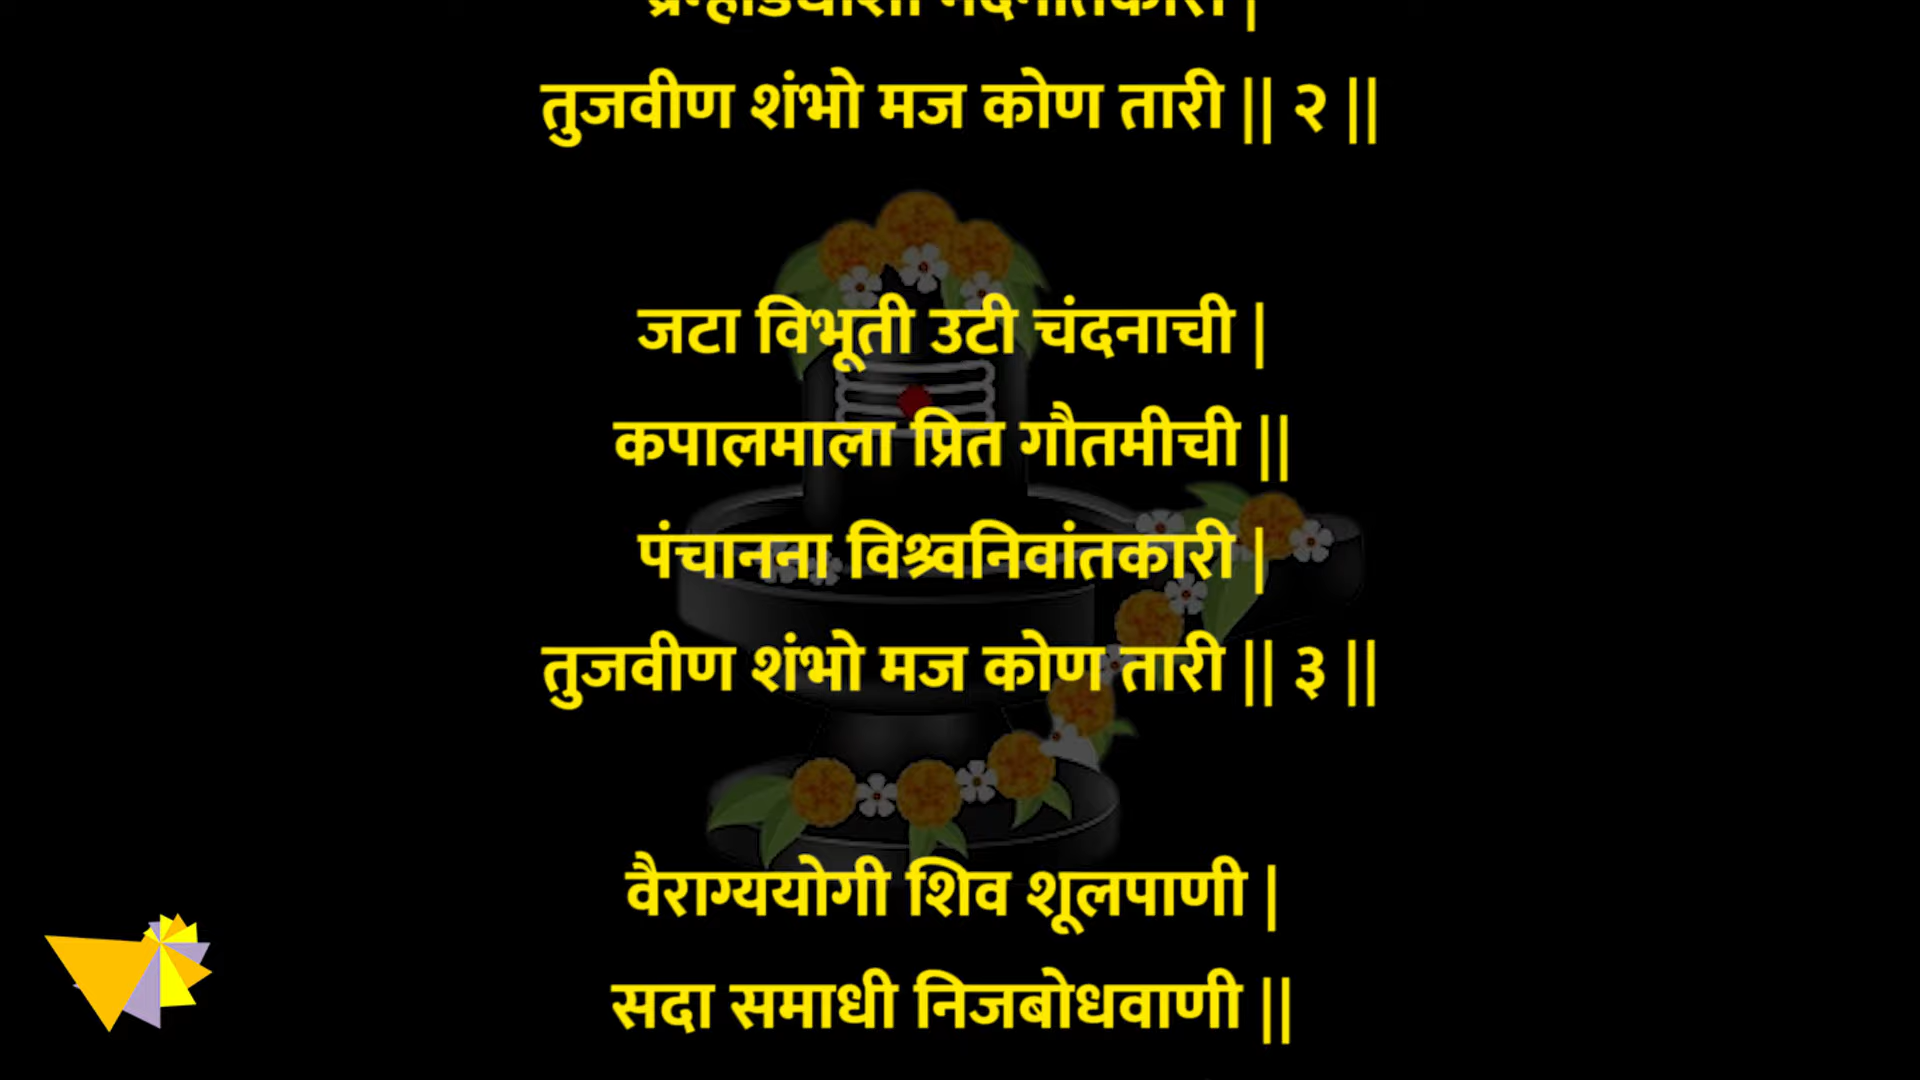 तुजवीण शंभो मज कोण तारी || २ ||
जटा विभूती उटी चंदनाची |
कपालमाला प्रित गौतमीची ||
पंचानना विश्र्वनिवांतकारी |
तुजवीण शंभो मज कोण तारी || ३ ||
वैराग्ययोगी शिव शूलपाणी |
सदा समाधी निजबोधवाणी ||